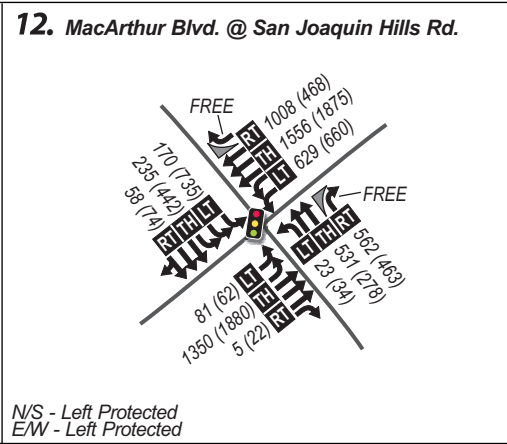 12. MacArthur Blvd. @ San Joaquin Hills Rd.
FREE
RT 1008 (468)
TH 1556 (1875)
LT 629 (660)
170 (735) LT
235 (442) TH
58 (74) RT
FREE
LT TH RT
562 (463)
531 (278)
23 (34)
81 (62) LT
1350 (1880) TH
5 (22) RT
N/S - Left Protected
E/W - Left Protected